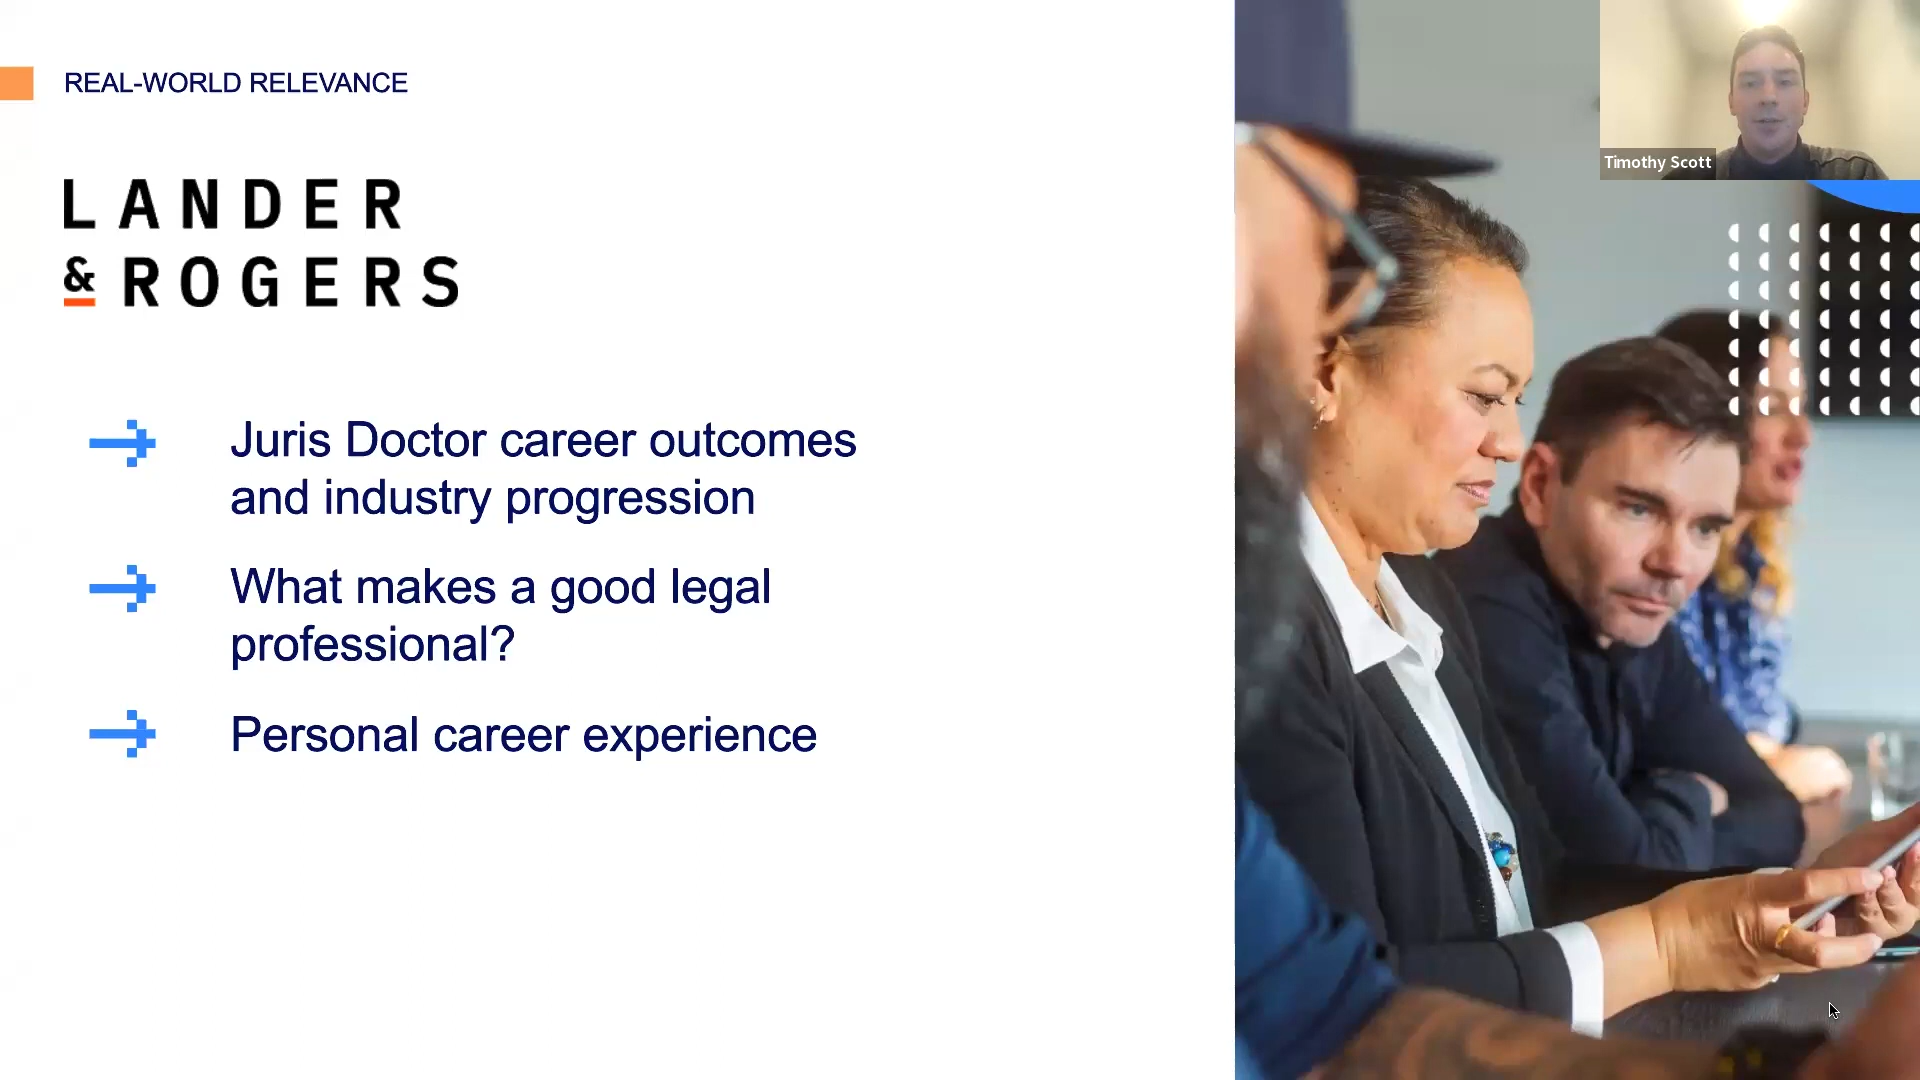 REAL-WORLD RELEVANCE
LANDER
& ROGERS
Juris Doctor career outcomes
and industry progression
What makes a good legal
professional?
Personal career experience
Timothy Scott